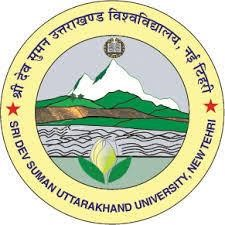 श्री देव सुमन उत्तराखण्ड विश्वविद्यालय, नई टिहरी
SRI DEV SUMAN UTTARAKHAND UNIVERSITY, NEW TEHRI